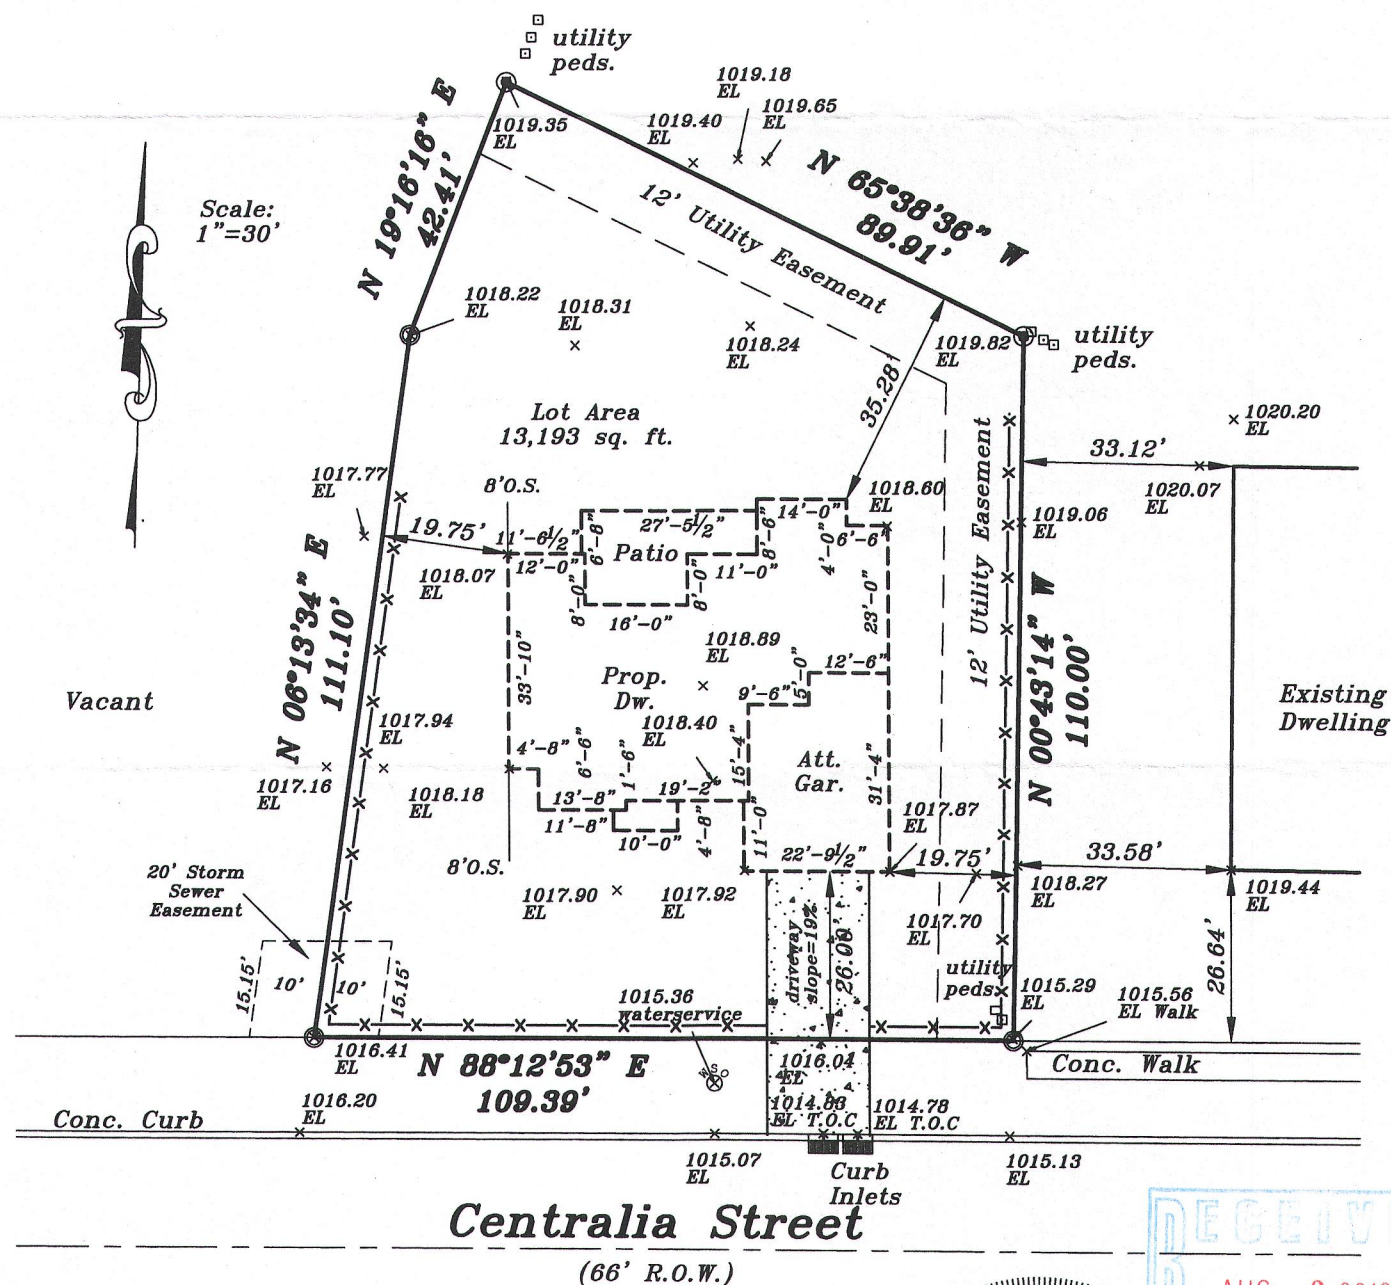 utility
peds.
1019.18
EL
1019.65
EL
1019.40
EL
1019.35
EL
N 19°16'16" E
42.41'
N 65°38'36" W
89.91'
Scale:
1"=30'
12' Utility Easement
1018.22
EL
1018.31
EL
1018.24
EL
1019.82
EL
utility
peds.
35.28'
Lot Area
13,193 sq. ft.
1020.20
EL
33.12'
1020.07
EL
1017.77
EL
8'O.S.
19.75'
1018.07
EL
11'-6½"
12'-0"
6'-8"
27'-5½"
Patio
8'-0"
16'-0"
8'-0"
11'-0"
8'-6"
14'-0"
4'-0"
6'-6"
1018.60
EL
12' Utility Easement
1019.06
EL
N 06°13'34" E
111.10'
33'-10"
23'-0"
N 00°43'14" W
110.00'
Vacant
Prop.
Dw.
1018.89
EL
12'-6"
5'-0"
9'-6"
Existing
Dwelling
1017.94
EL
1018.40
EL
15'-4"
Att.
Gar.
31'-4"
1017.16
EL
1018.18
EL
4'-8"
6'-6"
1'-6"
13'-8"
19'-2"
11'-8"
10'-0"
4'-8"
11'-0"
22'-9½"
1017.87
EL
19.75'
33.58'
20' Storm
Sewer
Easement
8'O.S.
1017.90
EL
1017.92
EL
1017.70
EL
1018.27
EL
1019.44
EL
driveway
slope=19%
26.00'
26.64'
15.15'
10'
10'
15.15'
utility
peds.
1015.36
waterservice
1015.29
EL
1015.56
EL Walk
1016.41
EL
N 88°12'53" E
109.39'
WSO
1016.04
EL
Conc. Walk
1016.20
EL
Conc. Curb
1014.83
EL T.O.C
1014.78
EL T.O.C
1015.07
EL
1015.13
EL
Curb
Inlets
Centralia Street
(66' R.O.W.)
RECEIV